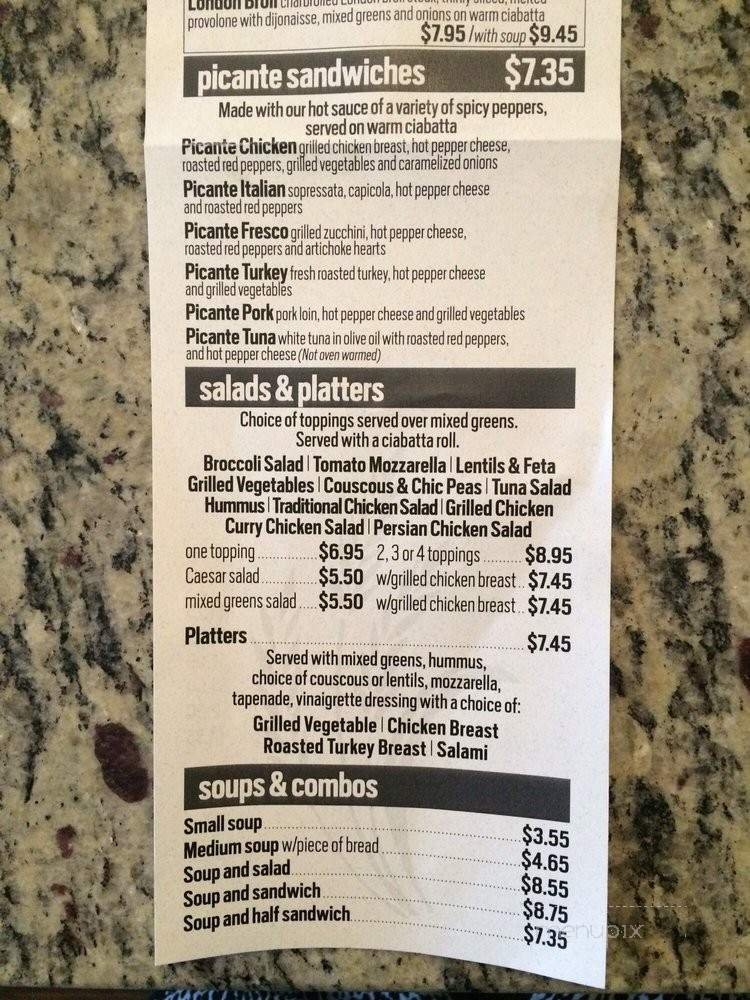 London Broil charbroiled London broil steak, thinly sliced, melted
provolone with dijonaisse, mixed greens and onions on warm ciabatta
$7.95 / with soup $9.45
picante sandwiches $7.35
Made with our hot sauce of a variety of spicy peppers,
served on warm ciabatta
Picante Chicken grilled chicken breast, hot pepper cheese,
roasted red peppers, grilled vegetables and caramelized onions
Picante Italian sopressata, capicola, hot pepper cheese
and roasted red peppers
Picante Fresco grilled zucchini, hot pepper cheese,
roasted red peppers and artichoke hearts
Picante Turkey fresh roasted turkey, hot pepper cheese
and grilled vegetables
Picante Pork pork loin, hot pepper cheese and grilled vegetables
Picante Tuna white tuna in olive oil with roasted red peppers,
and hot pepper cheese (Not oven warmed)
salads & platters
Choice of toppings served over mixed greens.
Served with a ciabatta roll.
Broccoli Salad | Tomato Mozzarella | Lentils & Feta
Grilled Vegetables | Couscous & Chic Peas | Tuna Salad
Hummus | Traditional Chicken Salad | Grilled Chicken
Curry Chicken Salad | Persian Chicken Salad
one topping ............. $6.95 2, 3 or 4 toppings ......... $8.95
Caesar salad ............ $5.50 w/grilled chicken breast .. $7.45
mixed greens salad .... $5.50 w/grilled chicken breast .. $7.45
Platters ............................................................ $7.45
Served with mixed greens, hummus,
choice of couscous or lentils, mozzarella,
tapenade, vinaigrette dressing with a choice of:
Grilled Vegetable | Chicken Breast
Roasted Turkey Breast | Salami
soups & combos
Small soup ............................................................ $3.55
Medium soup w/piece of bread ............................... $4.65
Soup and salad ...................................................... $8.55
Soup and sandwich ................................................ $8.75
Soup and half sandwich .......................................... $7.35
menupix